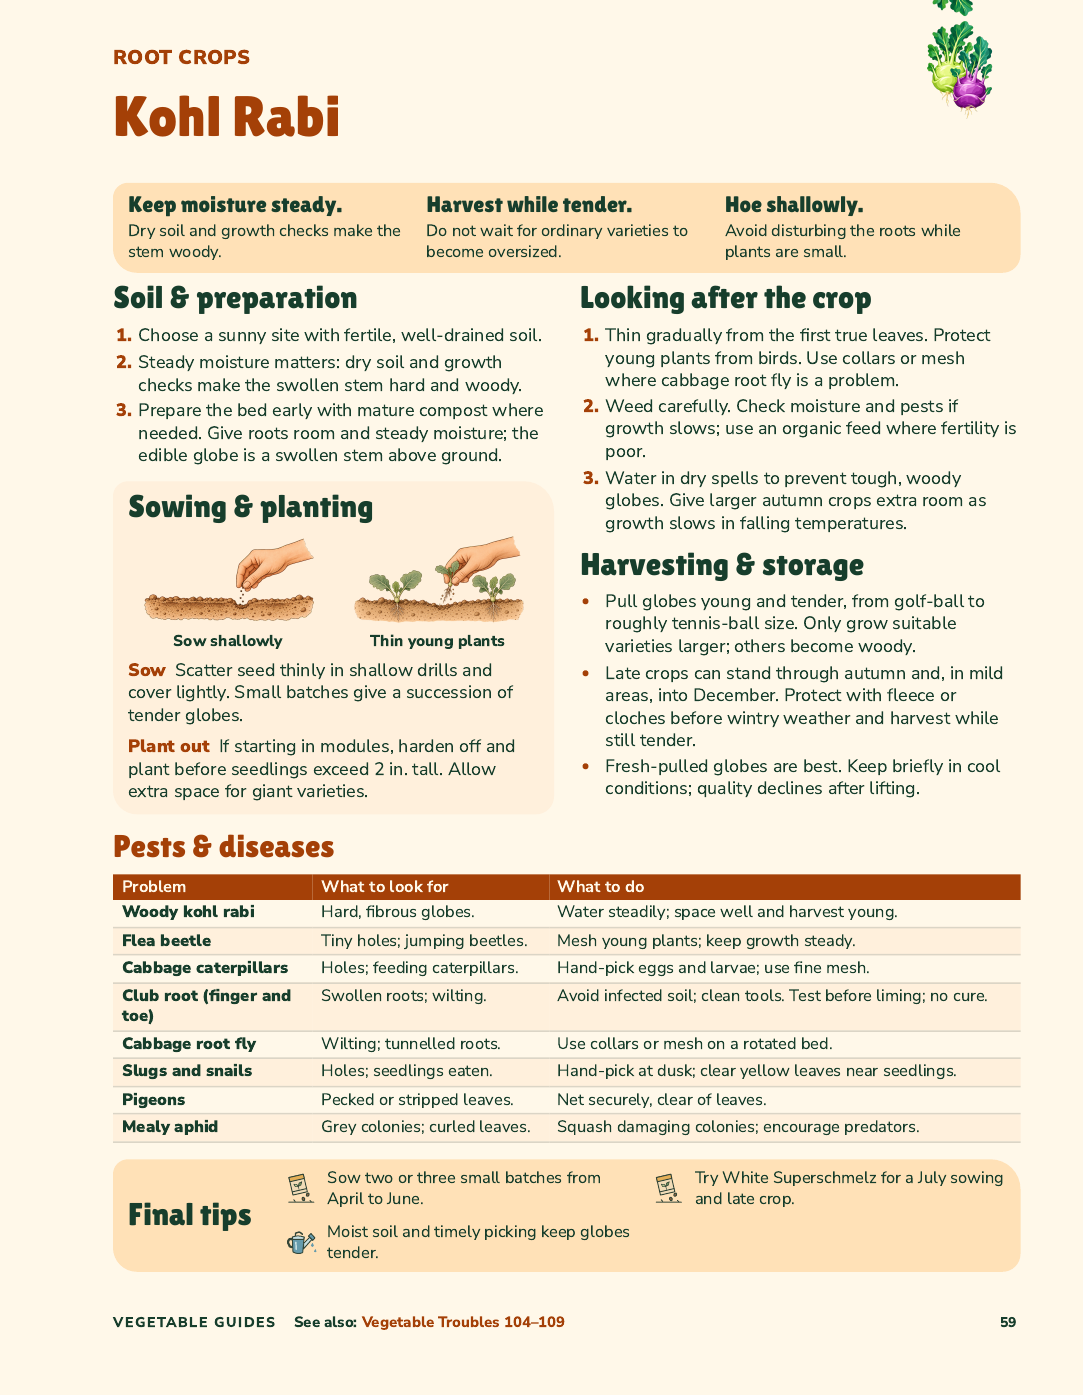 ROOT CROPS
Kohl Rabi
Keep moisture steady.
Dry soil and growth checks make the
stem woody.
Harvest while tender.
Do not wait for ordinary varieties to
become oversized.
Hoe shallowly.
Avoid disturbing the roots while
plants are small.
Soil & preparation
1. Choose a sunny site with fertile, well-drained soil.
2. Steady moisture matters: dry soil and growth
checks make the swollen stem hard and woody.
3. Prepare the bed early with mature compost where
needed. Give roots room and steady moisture; the
edible globe is a swollen stem above ground.
Sowing & planting
Sow shallowly
Thin young plants
Sow Scatter seed thinly in shallow drills and
cover lightly. Small batches give a succession of
tender globes.
Plant out If starting in modules, harden off and
plant before seedlings exceed 2 in. tall. Allow
extra space for giant varieties.
Looking after the crop
1. Thin gradually from the first true leaves. Protect
young plants from birds. Use collars or mesh
where cabbage root fly is a problem.
2. Weed carefully. Check moisture and pests if
growth slows; use an organic feed where fertility is
poor.
3. Water in dry spells to prevent tough, woody
globes. Give larger autumn crops extra room as
growth slows in falling temperatures.
Harvesting & storage
• Pull globes young and tender, from golf-ball to
roughly tennis-ball size. Only grow suitable
varieties larger; others become woody.
• Late crops can stand through autumn and, in mild
areas, into December. Protect with fleece or
cloches before wintry weather and harvest while
still tender.
• Fresh-pulled globes are best. Keep briefly in cool
conditions; quality declines after lifting.
Pests & diseases
Problem What to look for What to do
Woody kohl rabi Hard, fibrous globes. Water steadily; space well and harvest young.
Flea beetle Tiny holes; jumping beetles. Mesh young plants; keep growth steady.
Cabbage caterpillars Holes; feeding caterpillars. Hand-pick eggs and larvae; use fine mesh.
Club root (finger and Swollen roots; wilting. Avoid infected soil; clean tools. Test before liming; no cure.
toe)
Cabbage root fly Wilting; tunnelled roots. Use collars or mesh on a rotated bed.
Slugs and snails Holes; seedlings eaten. Hand-pick at dusk; clear yellow leaves near seedlings.
Pigeons Pecked or stripped leaves. Net securely, clear of leaves.
Mealy aphid Grey colonies; curled leaves. Squash damaging colonies; encourage predators.
Final tips
Sow two or three small batches from
April to June.
Try White Superschmelz for a July sowing
and late crop.
Moist soil and timely picking keep globes
tender.
VEGETABLE GUIDES See also: Vegetable Troubles 104–109 59